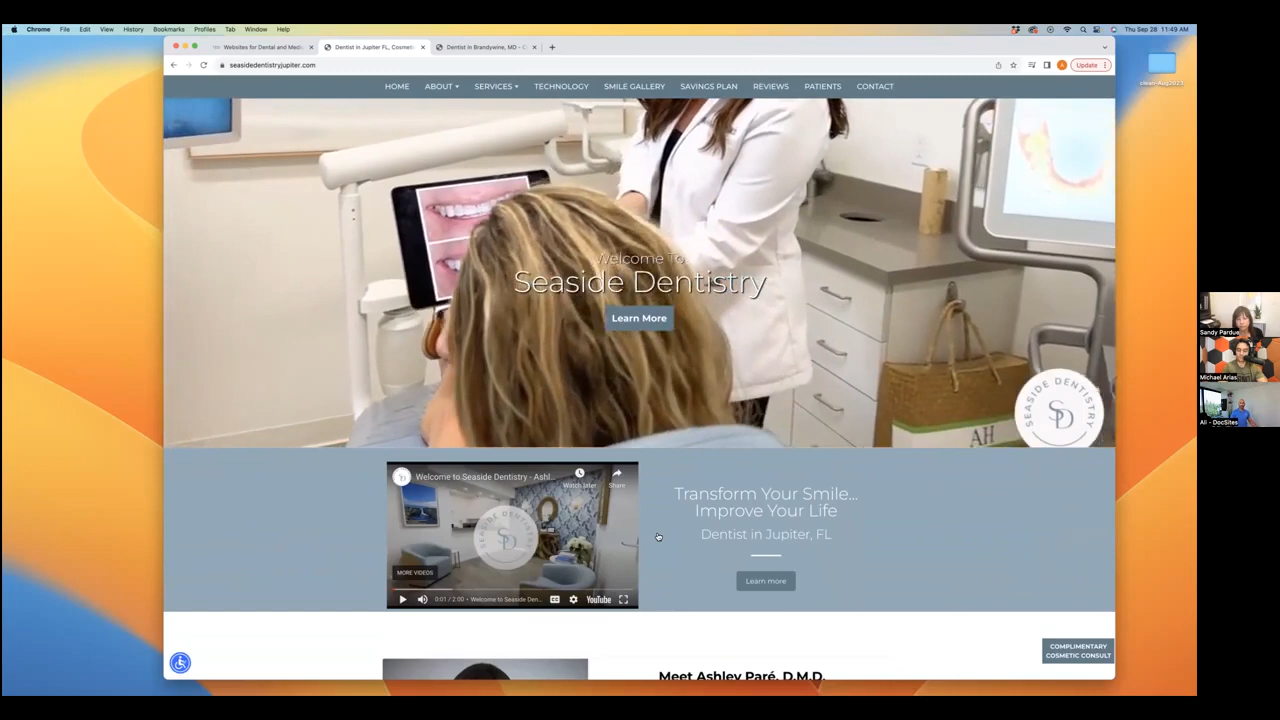 Chrome File Edit View History Bookmarks Profiles Tab Window Help
Thu Sep 28 11:49 AM
Websites for Dental and Medic
Dentist in Jupiter FL, Cosmeti
Dentist in Brandywine, MD - C
seasidedentistryjupiter.com
Update
HOME ABOUT SERVICES TECHNOLOGY SMILE GALLERY SAVINGS PLAN REVIEWS PATIENTS CONTACT
Welcome To
Seaside Dentistry
Learn More
AH
SEASIDE DENTISTRY
SD
Welcome to Seaside Dentistry - Ashl...
Watch later
Share
SEASIDE DENTISTRY
SD
MORE VIDEOS
0:01 / 2:00 • Welcome to Seaside Den...
YouTube
Transform Your Smile...
Improve Your Life
Dentist in Jupiter, FL
Learn more
COMPLIMENTARY
COSMETIC CONSULT
Meet Ashley Paré, D.M.D.
Sandy Pardue
Michael Arias
Ali - DocSites